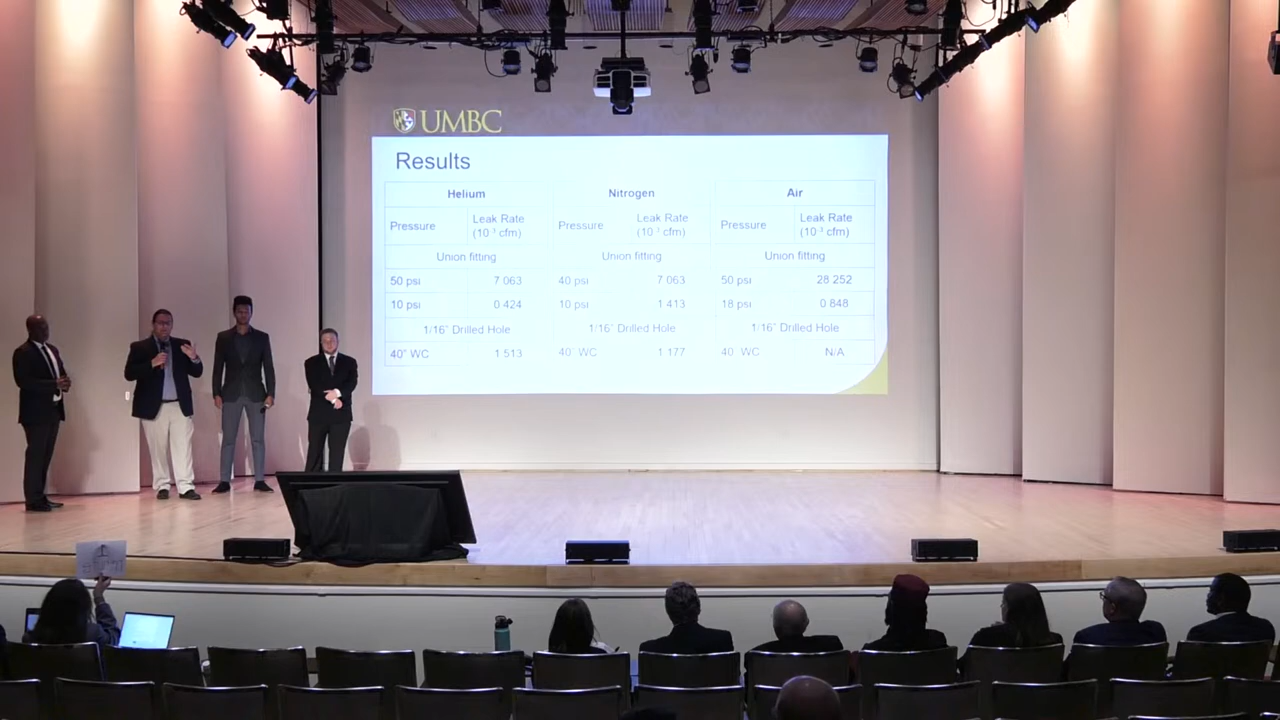 UMBC
Results
Helium Nitrogen Air
Pressure Leak Rate (10⁻³ cfm) Pressure Leak Rate (10⁻³ cfm) Pressure Leak Rate (10⁻³ cfm)
Union fitting Union fitting Union fitting
50 psi 7.063 40 psi 7.063 50 psi 28.252
10 psi 0.424 10 psi 1.413 18 psi 0.848
1/16" Drilled Hole 1/16" Drilled Hole 1/16" Drilled Hole
40" WC 1.513 40" WC 1.177 40" WC N/A